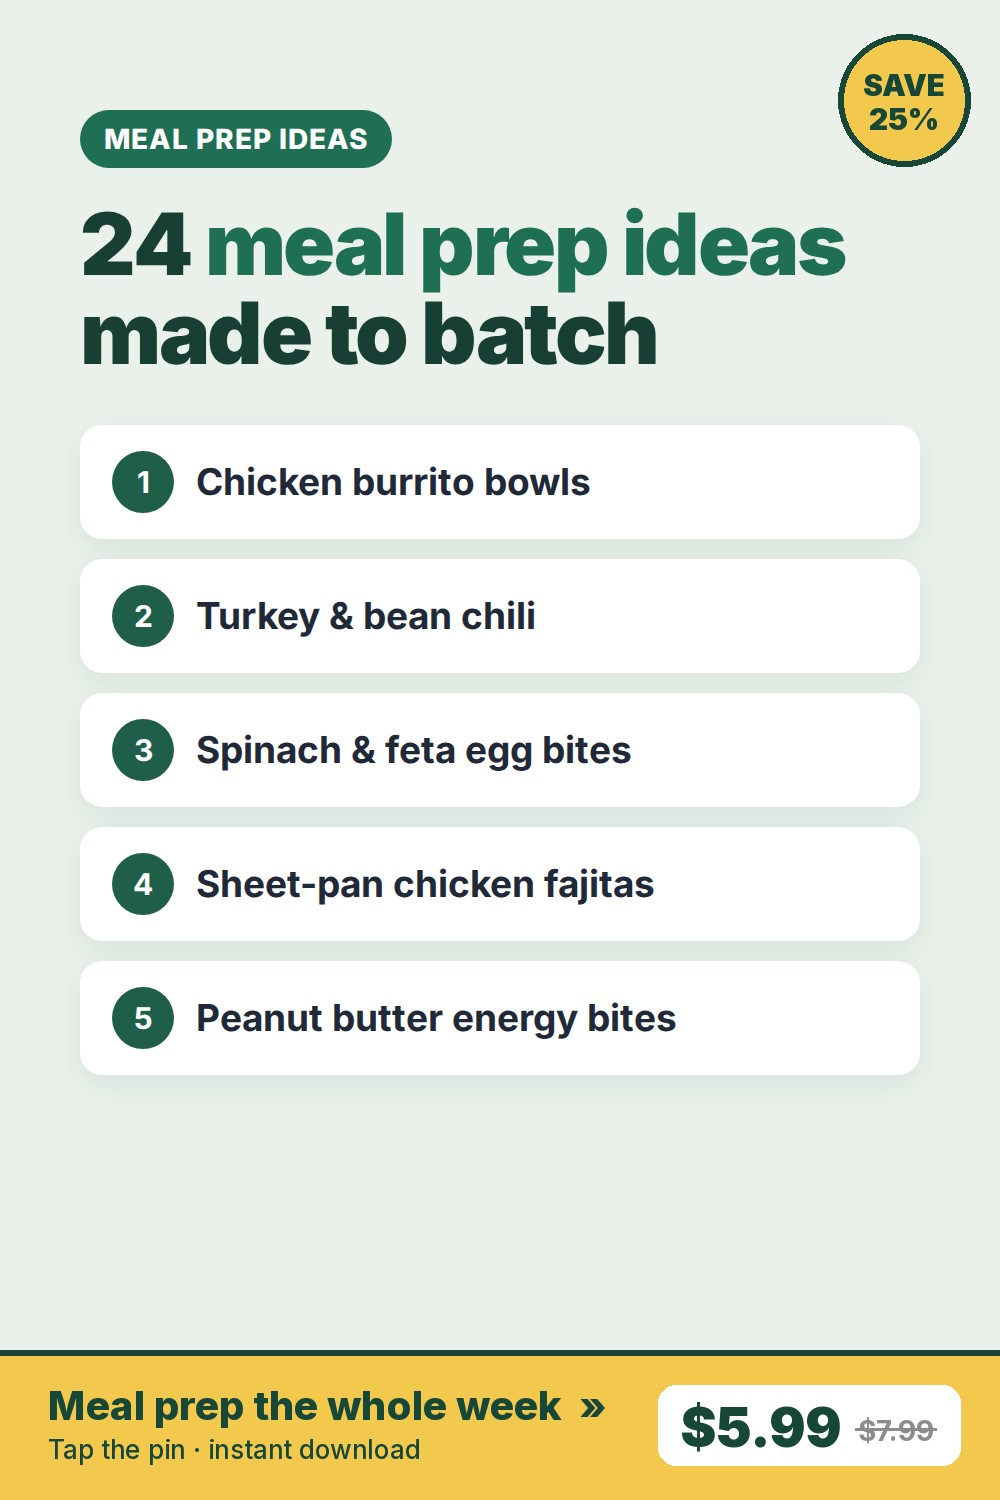 SAVE
25%
MEAL PREP IDEAS
24 meal prep ideas
made to batch
1 Chicken burrito bowls
2 Turkey & bean chili
3 Spinach & feta egg bites
4 Sheet-pan chicken fajitas
5 Peanut butter energy bites
Meal prep the whole week »
Tap the pin · instant download
$5.99 $7.99